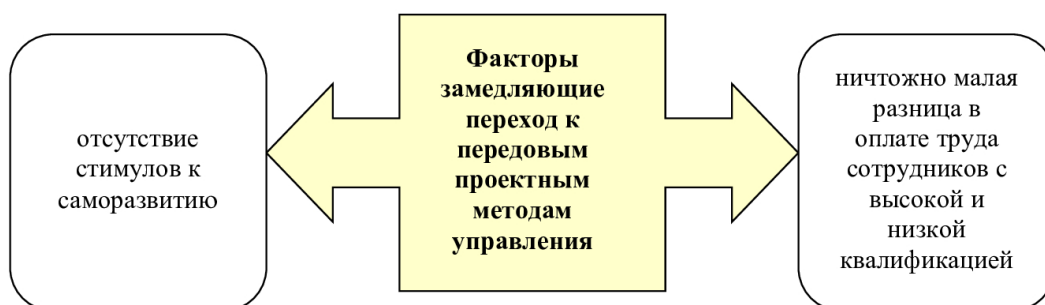 отсутствие
стимулов к
саморазвитию
Факторы
замедляющие
переход к
передовым
проектным
методам
управления
ничтожно малая
разница в
оплате труда
сотрудников с
высокой и
низкой
квалификацией